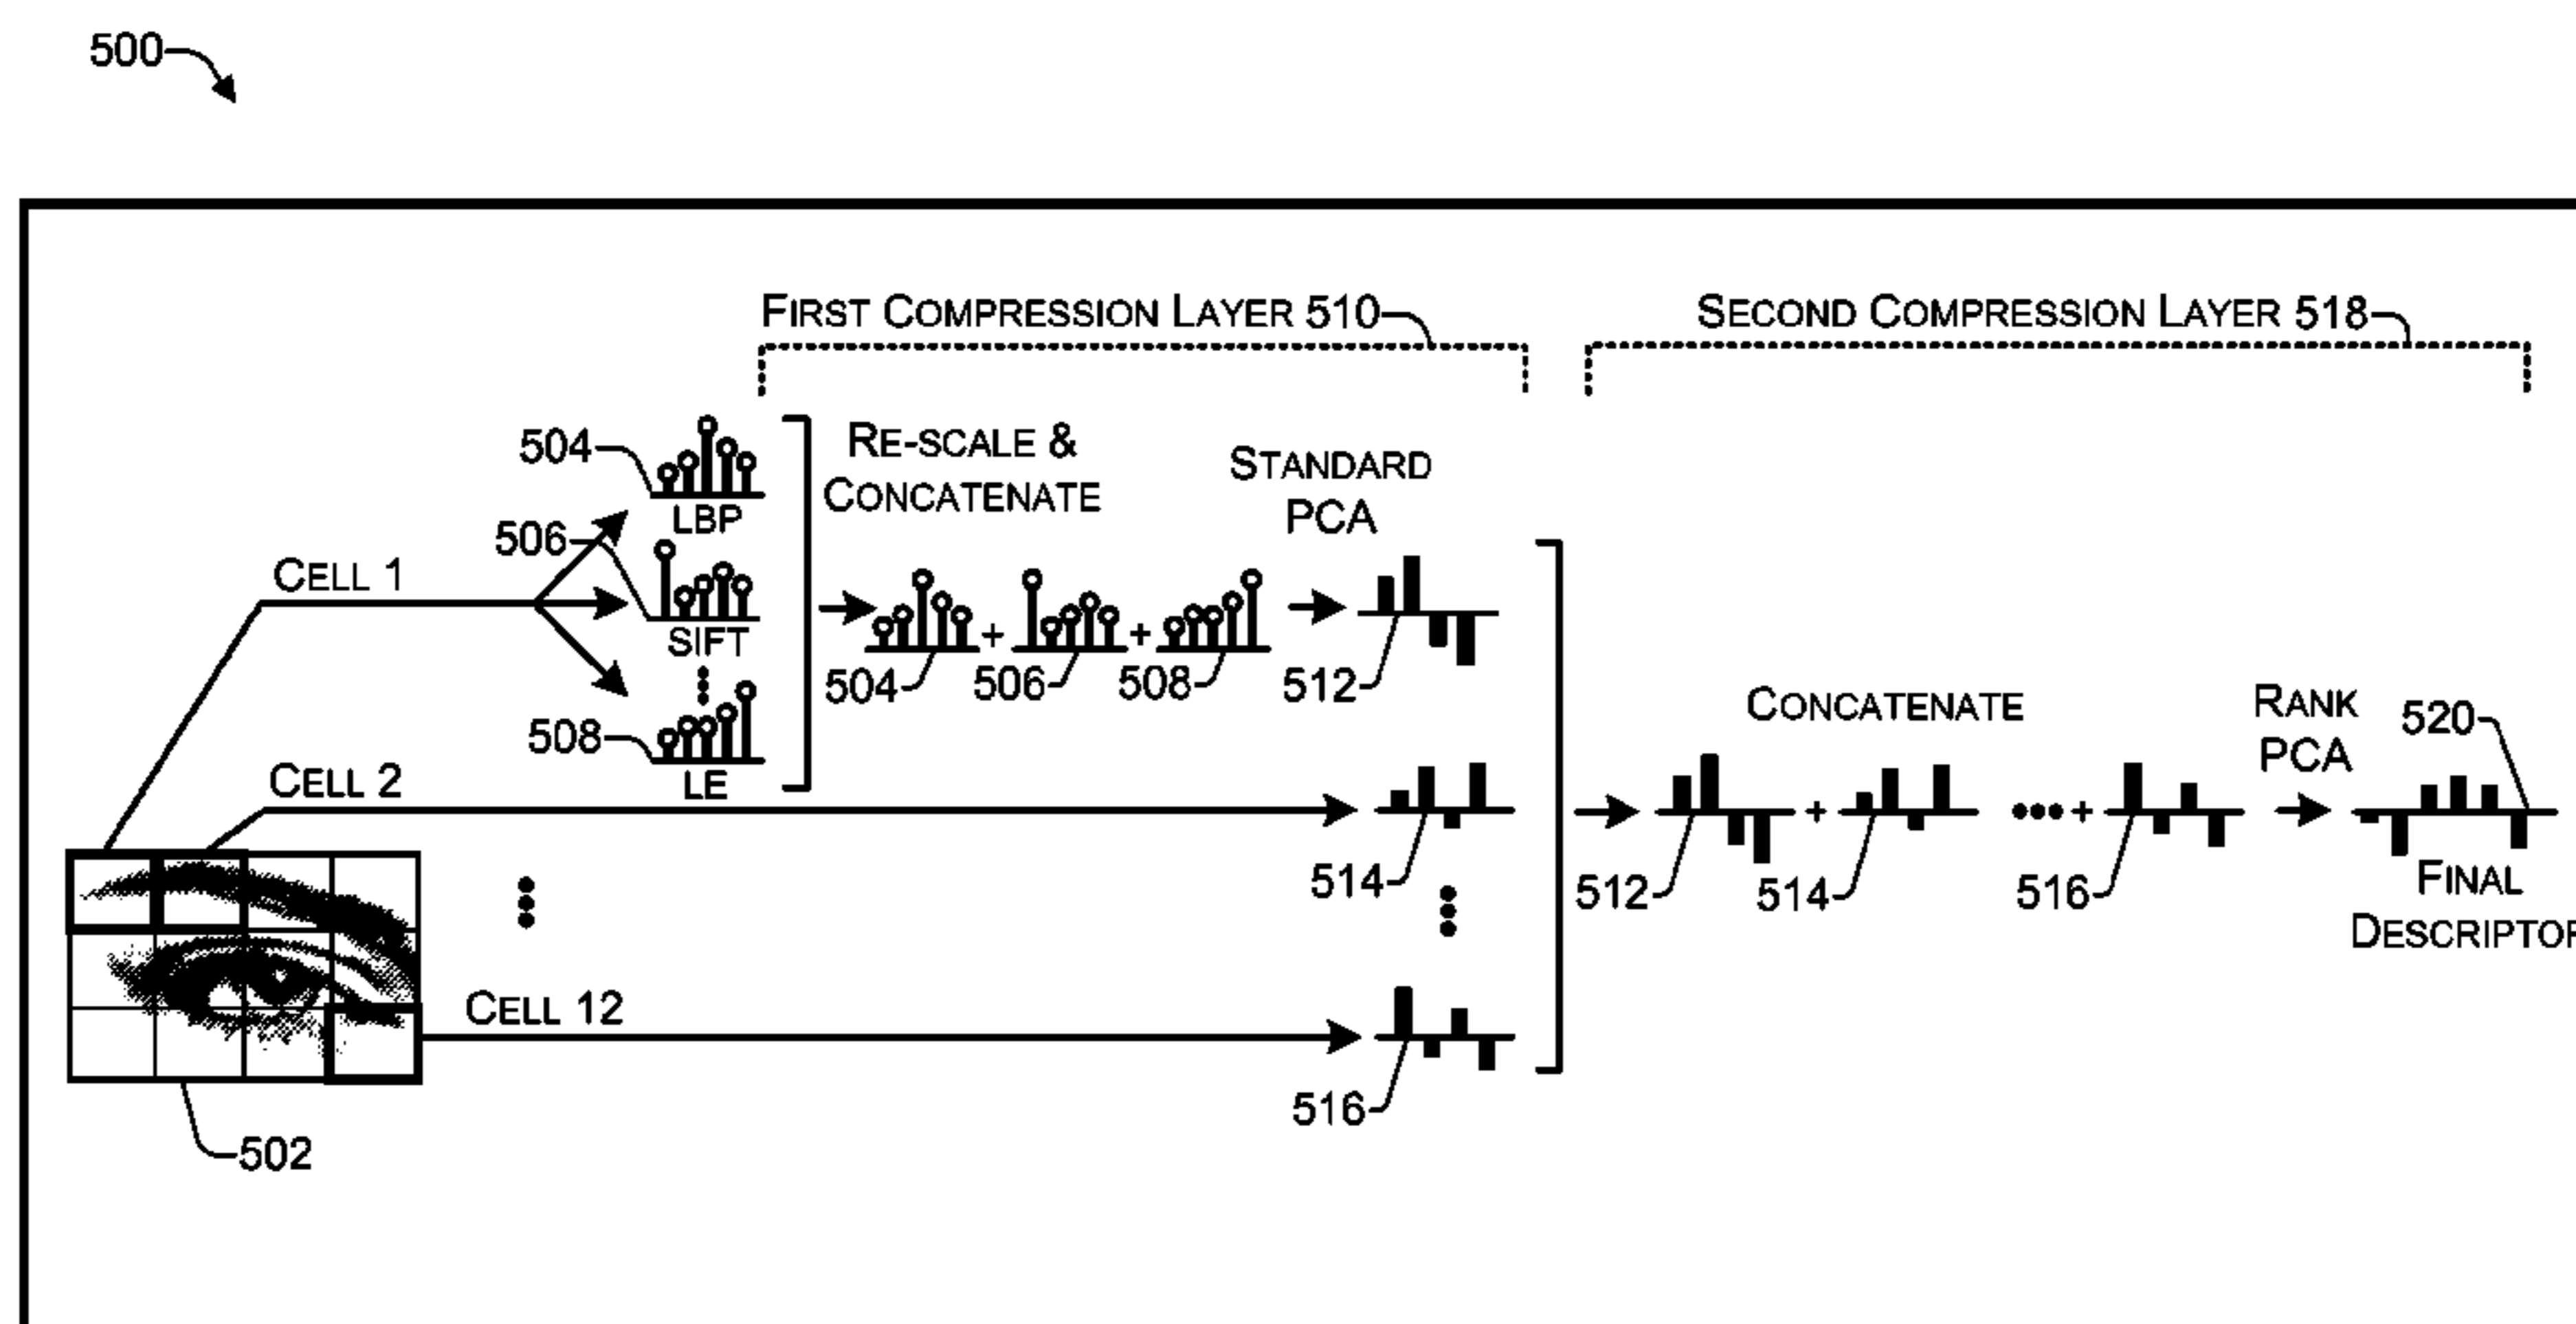 500
FIRST COMPRESSION LAYER 510
SECOND COMPRESSION LAYER 518
504
LBP
RE-SCALE &
CONCATENATE
STANDARD
PCA
506
SIFT
CELL 1
504
+
506
+
508
512
508
LE
CELL 2
514
CELL 12
516
502
CONCATENATE
512
+
514
+
516
RANK
PCA
520
FINAL
DESCRIPTOR